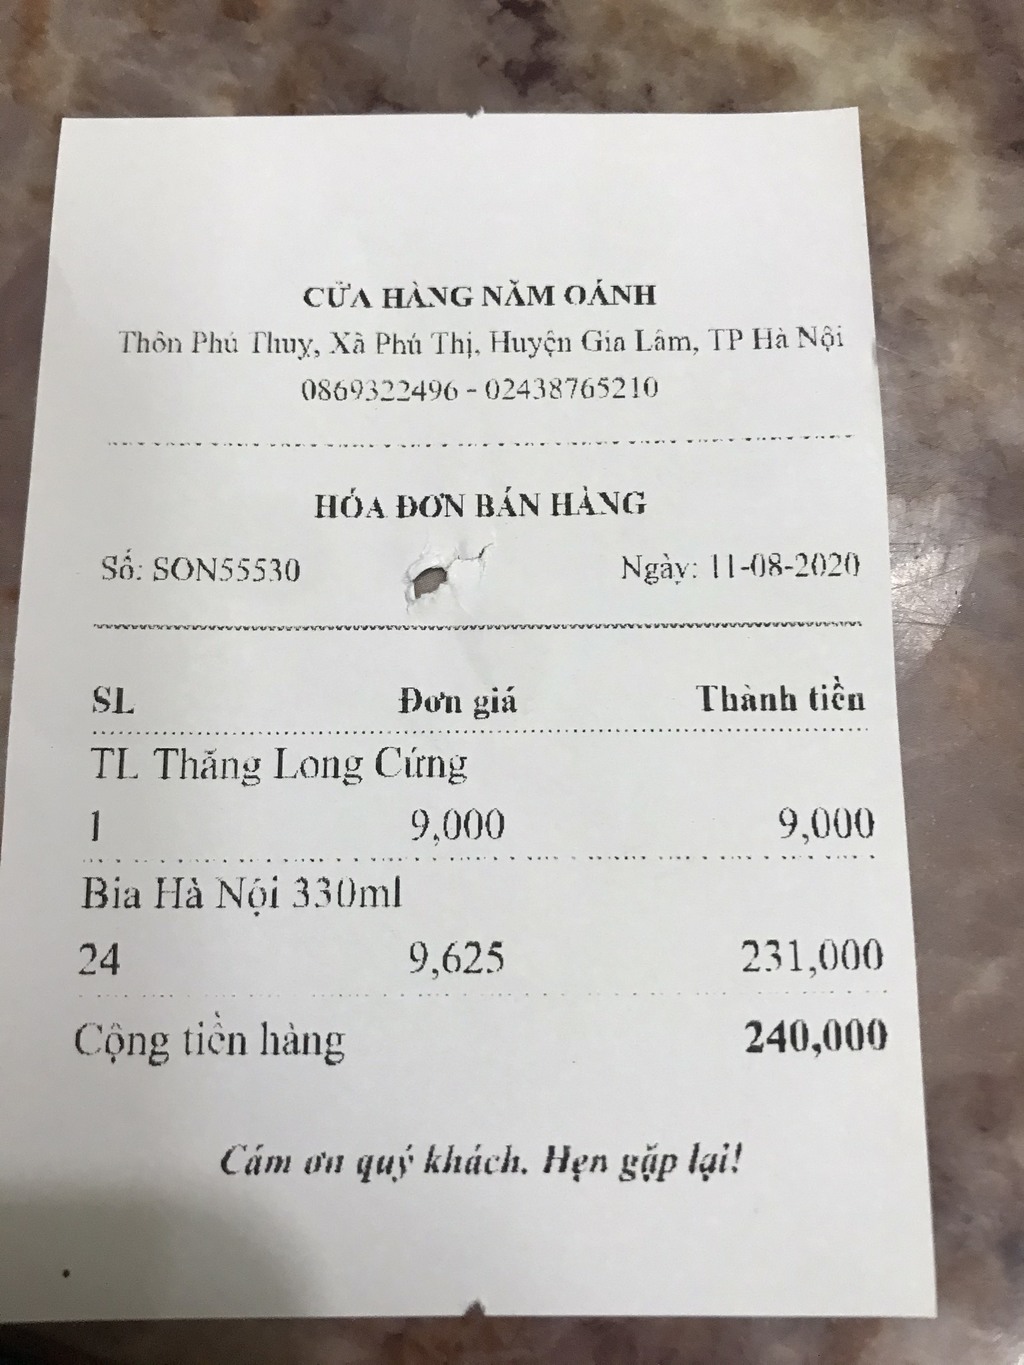 CỬA HÀNG NĂM OÁNH
Thôn Phú Thuỵ, Xã Phú Thị, Huyện Gia Lâm, TP Hà Nội
0869322496 - 02438765210
HÓA ĐƠN BÁN HÀNG
Số: SON55530 Ngày: 11-08-2020
SL Đơn giá Thành tiền
TL Thăng Long Cứng
1 9,000 9,000
Bia Hà Nội 330ml
24 9,625 231,000
Cộng tiền hàng 240,000
Cám ơn quý khách. Hẹn gặp lại!